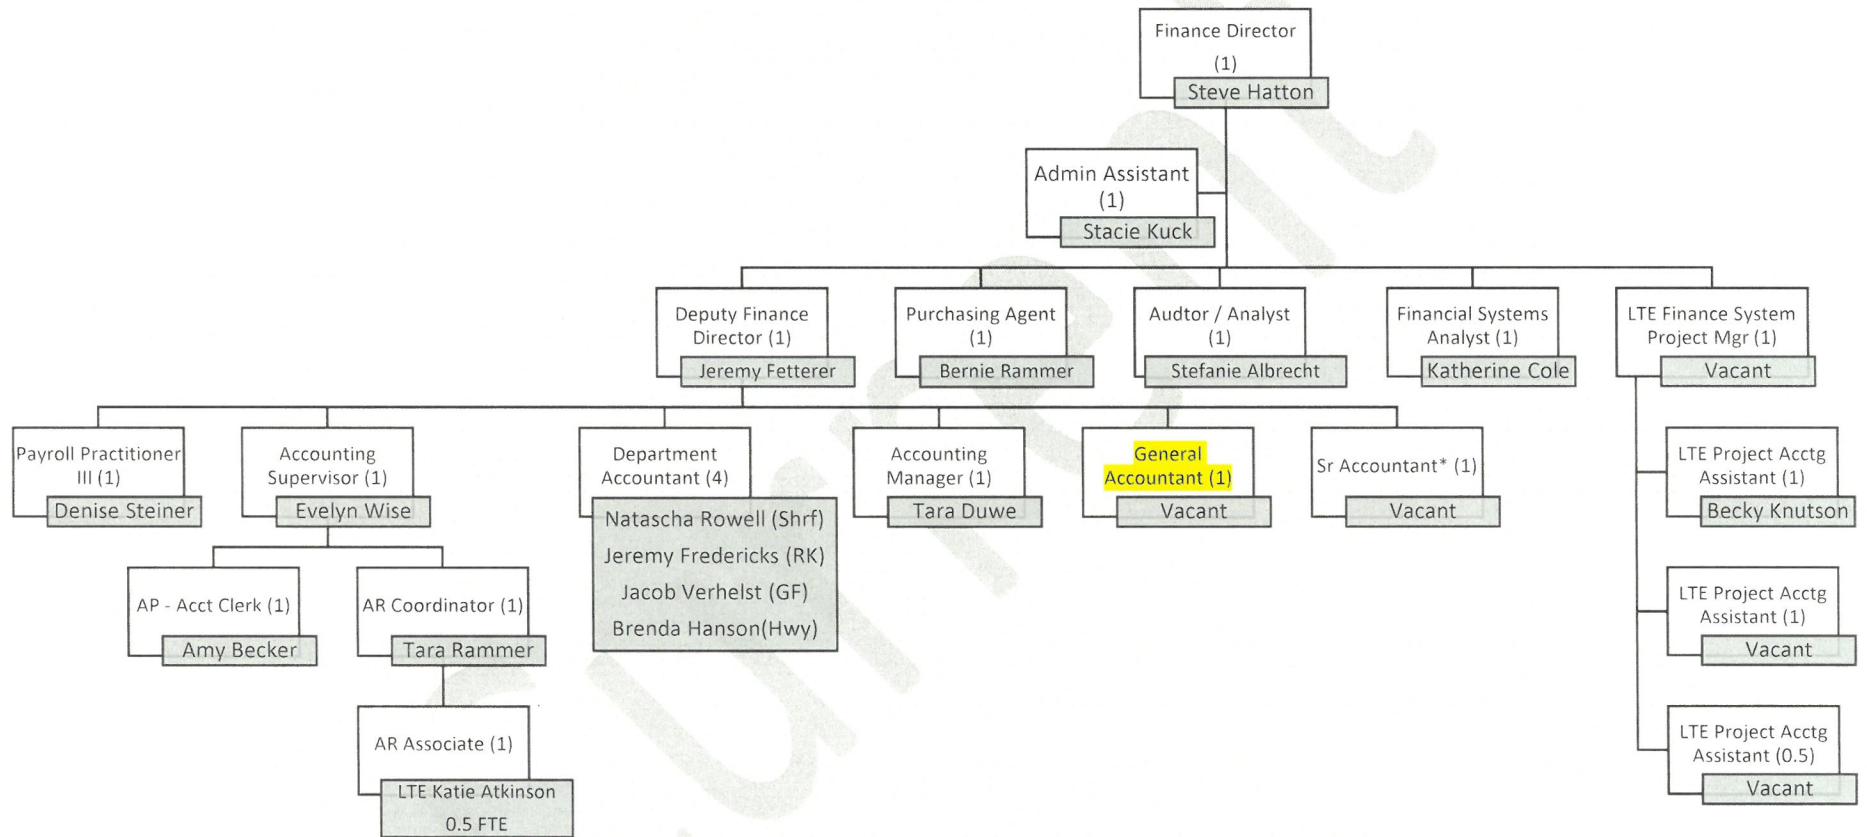 Finance Director
(1)
Steve Hatton
Admin Assistant
(1)
Stacie Kuck
Deputy Finance
Director (1)
Jeremy Fetterer
Purchasing Agent
(1)
Bernie Rammer
Audtor / Analyst
(1)
Stefanie Albrecht
Financial Systems
Analyst (1)
Katherine Cole
LTE Finance System
Project Mgr (1)
Vacant
Payroll Practitioner
III (1)
Denise Steiner
Accounting
Supervisor (1)
Evelyn Wise
Department
Accountant (4)
Natascha Rowell (Shrf)
Jeremy Fredericks (RK)
Jacob Verhelst (GF)
Brenda Hanson(Hwy)
Accounting
Manager (1)
Tara Duwe
General
Accountant (1)
Vacant
Sr Accountant* (1)
Vacant
LTE Project Acctg
Assistant (1)
Becky Knutson
AP - Acct Clerk (1)
Amy Becker
AR Coordinator (1)
Tara Rammer
LTE Project Acctg
Assistant (1)
Vacant
AR Associate (1)
LTE Katie Atkinson
0.5 FTE
LTE Project Acctg
Assistant (0.5)
Vacant